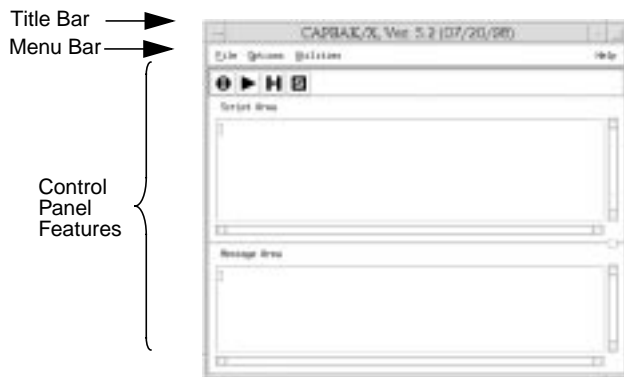 Title Bar
CAPBAK/X, Ver. 5.2 (07/20/98)
Menu Bar
File Options Utilities Help
Script Area
Control
Panel
Features
Message Area